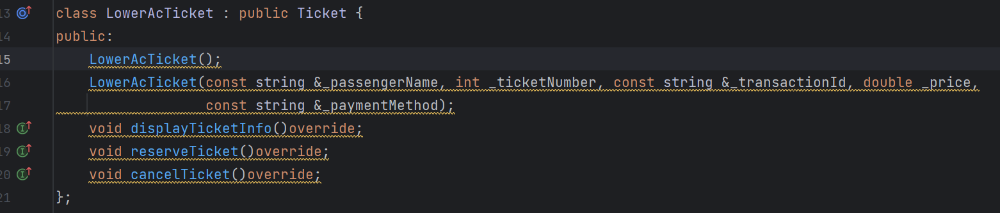 13 class LowerAcTicket : public Ticket {
14 public:
15 LowerAcTicket();
16 LowerAcTicket(const string &_passengerName, int _ticketNumber, const string &_transactionId, double _price,
17 const string &_paymentMethod);
18 void displayTicketInfo()override;
19 void reserveTicket()override;
20 void cancelTicket()override;
21 };